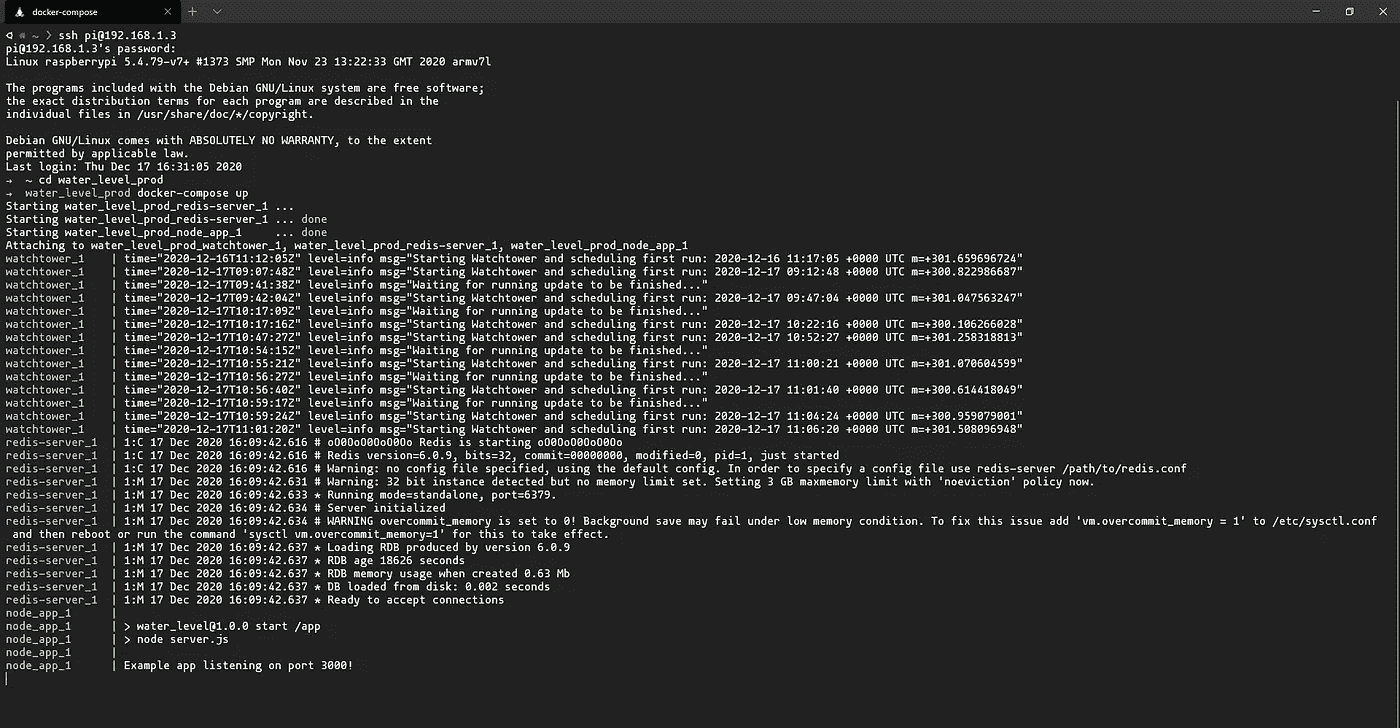 docker-compose
~ ❯ ssh pi@192.168.1.3
pi@192.168.1.3's password:
Linux raspberrypi 5.4.79-v7+ #1373 SMP Mon Nov 23 13:22:33 GMT 2020 armv7l
The programs included with the Debian GNU/Linux system are free software;
the exact distribution terms for each program are described in the
individual files in /usr/share/doc/*/copyright.
Debian GNU/Linux comes with ABSOLUTELY NO WARRANTY, to the extent
permitted by applicable law.
Last login: Thu Dec 17 16:31:05 2020
→ ~ cd water_level_prod
→ water_level_prod docker-compose up
Starting water_level_prod_redis-server_1 ...
Starting water_level_prod_redis-server_1 ... done
Starting water_level_prod_node_app_1     ... done
Attaching to water_level_prod_watchtower_1, water_level_prod_redis-server_1, water_level_prod_node_app_1
watchtower_1    | time="2020-12-16T11:12:05Z" level=info msg="Starting Watchtower and scheduling first run: 2020-12-16 11:17:05 +0000 UTC m=+301.659696724"
watchtower_1    | time="2020-12-17T09:07:48Z" level=info msg="Starting Watchtower and scheduling first run: 2020-12-17 09:12:48 +0000 UTC m=+300.822986687"
watchtower_1    | time="2020-12-17T09:41:38Z" level=info msg="Waiting for running update to be finished..."
watchtower_1    | time="2020-12-17T09:42:04Z" level=info msg="Starting Watchtower and scheduling first run: 2020-12-17 09:47:04 +0000 UTC m=+301.047563247"
watchtower_1    | time="2020-12-17T10:17:09Z" level=info msg="Waiting for running update to be finished..."
watchtower_1    | time="2020-12-17T10:17:16Z" level=info msg="Starting Watchtower and scheduling first run: 2020-12-17 10:22:16 +0000 UTC m=+300.106266028"
watchtower_1    | time="2020-12-17T10:47:27Z" level=info msg="Starting Watchtower and scheduling first run: 2020-12-17 10:52:27 +0000 UTC m=+301.258318813"
watchtower_1    | time="2020-12-17T10:54:15Z" level=info msg="Waiting for running update to be finished..."
watchtower_1    | time="2020-12-17T10:55:21Z" level=info msg="Starting Watchtower and scheduling first run: 2020-12-17 11:00:21 +0000 UTC m=+301.070604599"
watchtower_1    | time="2020-12-17T10:56:27Z" level=info msg="Waiting for running update to be finished..."
watchtower_1    | time="2020-12-17T10:56:40Z" level=info msg="Starting Watchtower and scheduling first run: 2020-12-17 11:01:40 +0000 UTC m=+300.614418049"
watchtower_1    | time="2020-12-17T10:59:17Z" level=info msg="Waiting for running update to be finished..."
watchtower_1    | time="2020-12-17T10:59:24Z" level=info msg="Starting Watchtower and scheduling first run: 2020-12-17 11:04:24 +0000 UTC m=+300.959079001"
watchtower_1    | time="2020-12-17T11:01:20Z" level=info msg="Starting Watchtower and scheduling first run: 2020-12-17 11:06:20 +0000 UTC m=+301.508096948"
redis-server_1  | 1:C 17 Dec 2020 16:09:42.616 # oO0OoO0OoO0Oo Redis is starting oO0OoO0OoO0Oo
redis-server_1  | 1:C 17 Dec 2020 16:09:42.616 # Redis version=6.0.9, bits=32, commit=00000000, modified=0, pid=1, just started
redis-server_1  | 1:C 17 Dec 2020 16:09:42.616 # Warning: no config file specified, using the default config. In order to specify a config file use redis-server /path/to/redis.conf
redis-server_1  | 1:M 17 Dec 2020 16:09:42.631 # Warning: 32 bit instance detected but no memory limit set. Setting 3 GB maxmemory limit with 'noeviction' policy now.
redis-server_1  | 1:M 17 Dec 2020 16:09:42.633 * Running mode=standalone, port=6379.
redis-server_1  | 1:M 17 Dec 2020 16:09:42.634 # Server initialized
redis-server_1  | 1:M 17 Dec 2020 16:09:42.634 # WARNING overcommit_memory is set to 0! Background save may fail under low memory condition. To fix this issue add 'vm.overcommit_memory = 1' to /etc/sysctl.conf
and then reboot or run the command 'sysctl vm.overcommit_memory=1' for this to take effect.
redis-server_1  | 1:M 17 Dec 2020 16:09:42.637 * Loading RDB produced by version 6.0.9
redis-server_1  | 1:M 17 Dec 2020 16:09:42.637 * RDB age 18626 seconds
redis-server_1  | 1:M 17 Dec 2020 16:09:42.637 * RDB memory usage when created 0.63 Mb
redis-server_1  | 1:M 17 Dec 2020 16:09:42.637 * DB loaded from disk: 0.002 seconds
redis-server_1  | 1:M 17 Dec 2020 16:09:42.637 * Ready to accept connections
node_app_1      |
node_app_1      | > water_level@1.0.0 start /app
node_app_1      | > node server.js
node_app_1      |
node_app_1      | Example app listening on port 3000!